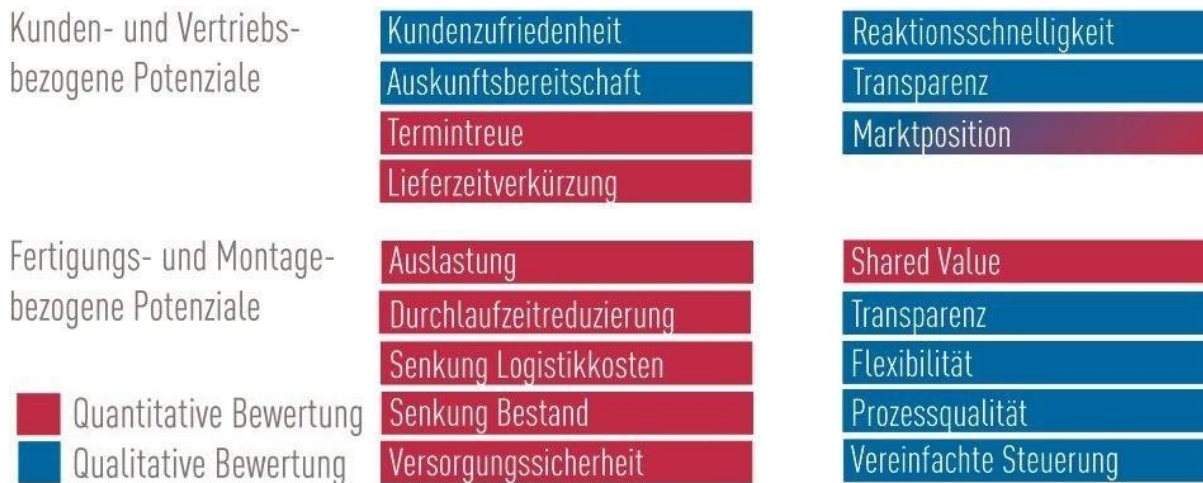 Kunden- und Vertriebs-
bezogene Potenziale
Kundenzufriedenheit
Auskunftsbereitschaft
Termintreue
Lieferzeitverkürzung
Reaktionsschnelligkeit
Transparenz
Marktposition
Fertigungs- und Montage-
bezogene Potenziale
Auslastung
Durchlaufzeitreduzierung
Senkung Logistikkosten
Senkung Bestand
Versorgungssicherheit
Shared Value
Transparenz
Flexibilität
Prozessqualität
Vereinfachte Steuerung
Quantitative Bewertung
Qualitative Bewertung